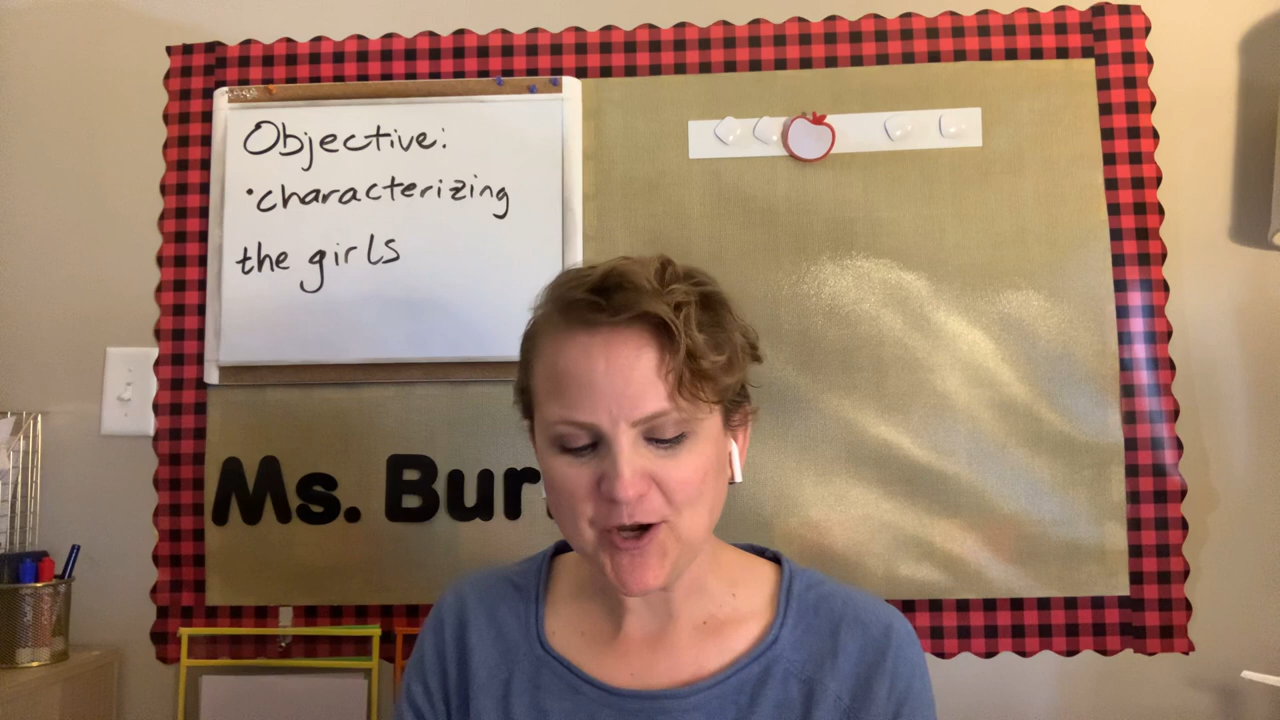 Objective:
•characterizing
the girls
Ms. Bur